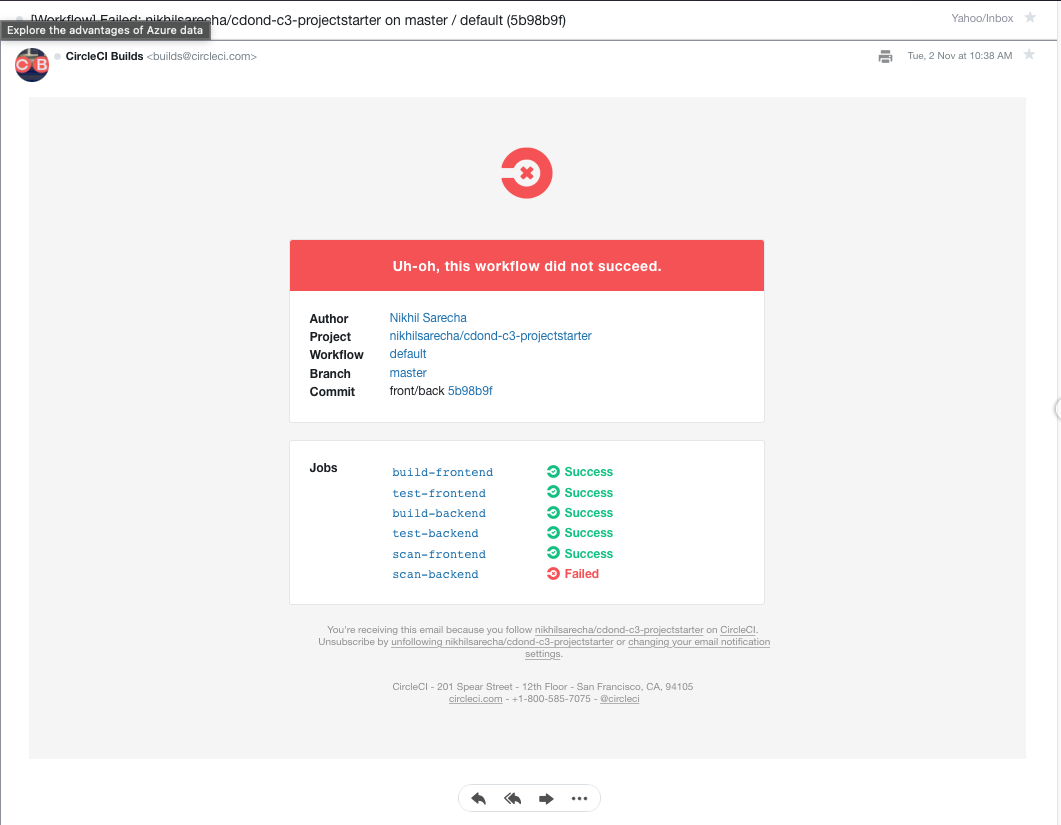 [Workflow] Failed: nikhilsarecha/cdond-c3-projectstarter on master / default (5b98b9f)
Yahoo/Inbox
Explore the advantages of Azure data
CircleCI Builds <builds@circleci.com>
Tue, 2 Nov at 10:38 AM
C B
Uh-oh, this workflow did not succeed.
Author Nikhil Sarecha
Project nikhilsarecha/cdond-c3-projectstarter
Workflow default
Branch master
Commit front/back 5b98b9f
Jobs
build-frontend Success
test-frontend Success
build-backend Success
test-backend Success
scan-frontend Success
scan-backend Failed
You're receiving this email because you follow nikhilsarecha/cdond-c3-projectstarter on CircleCI.
Unsubscribe by unfollowing nikhilsarecha/cdond-c3-projectstarter or changing your email notification
settings.
CircleCI - 201 Spear Street - 12th Floor - San Francisco, CA, 94105
circleci.com - +1-800-585-7075 - @circleci